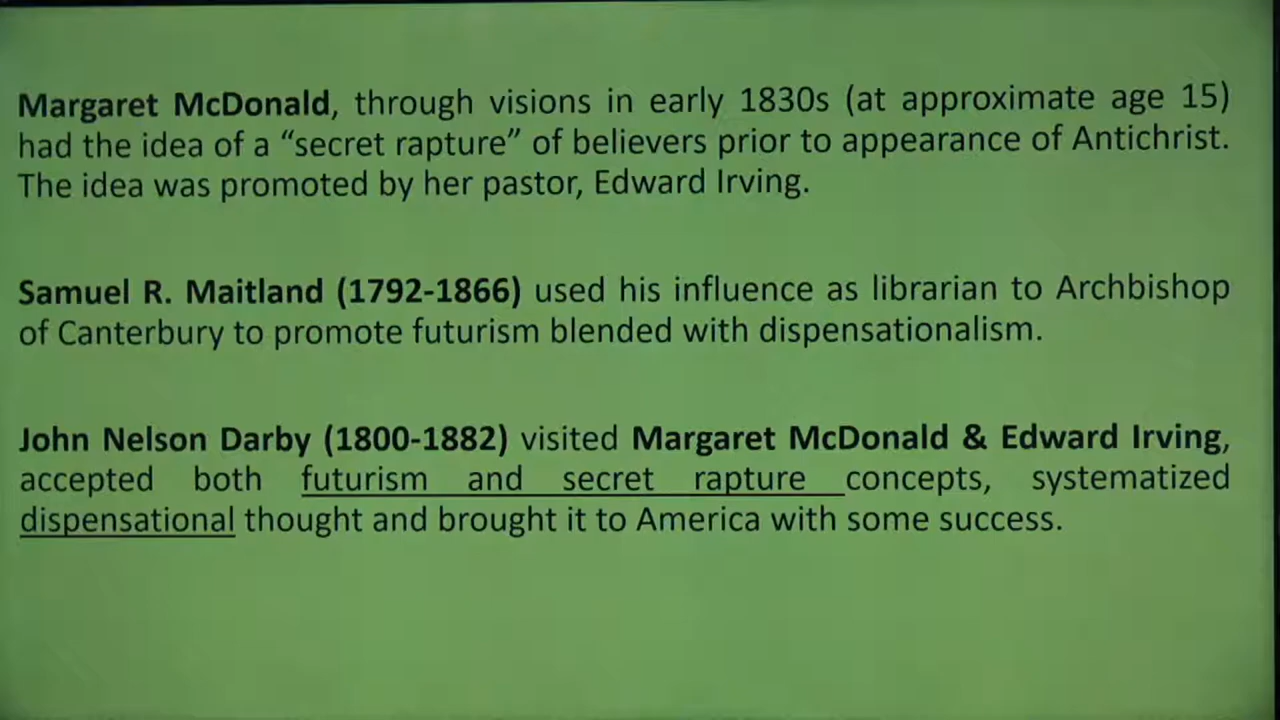 Margaret McDonald, through visions in early 1830s (at approximate age 15)
had the idea of a “secret rapture” of believers prior to appearance of Antichrist.
The idea was promoted by her pastor, Edward Irving.
Samuel R. Maitland (1792-1866) used his influence as librarian to Archbishop
of Canterbury to promote futurism blended with dispensationalism.
John Nelson Darby (1800-1882) visited Margaret McDonald & Edward Irving,
accepted both futurism and secret rapture concepts, systematized
dispensational thought and brought it to America with some success.